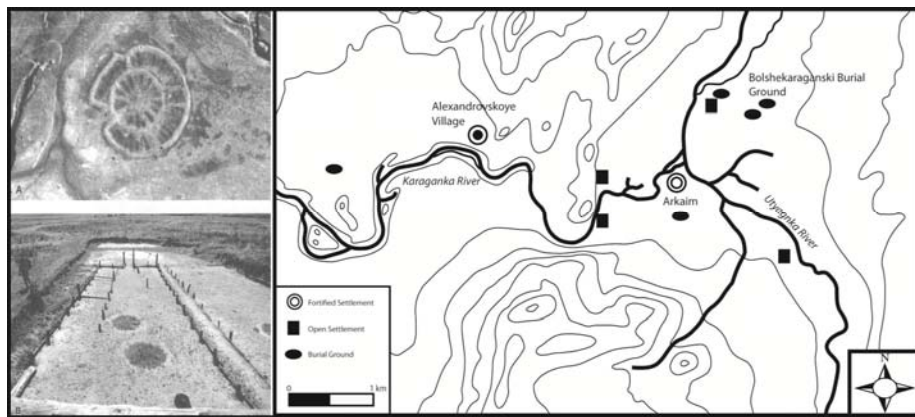 A
B
Bolshekaraganski Burial
Ground
Alexandrovskoye
Village
Karaganka River
Arkaim
Utyagnka River
Fortified Settlement
Open Settlement
Burial Ground
0 1 km
N